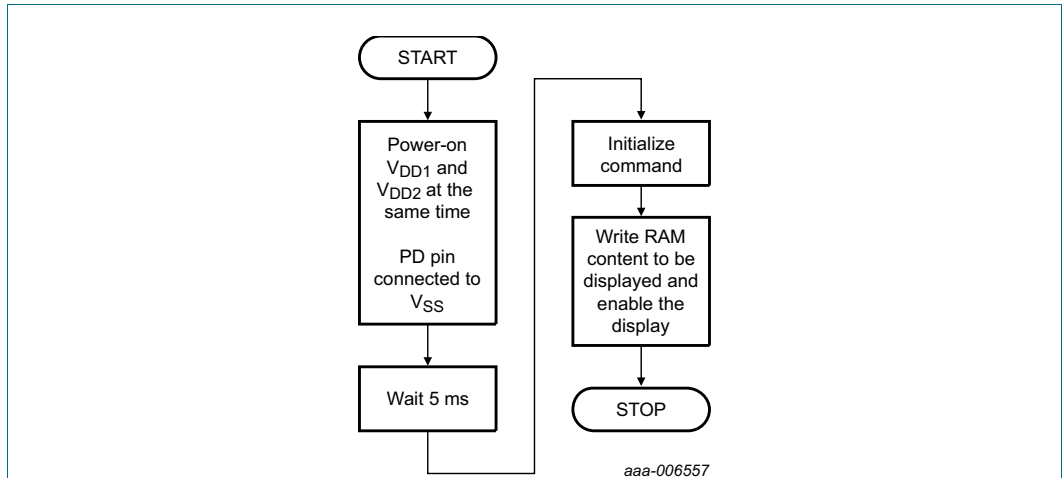 START
Power-on
VDD1 and
VDD2 at the
same time
PD pin
connected to
VSS
Wait 5 ms
Initialize
command
Write RAM
content to be
displayed and
enable the
display
STOP
aaa-006557